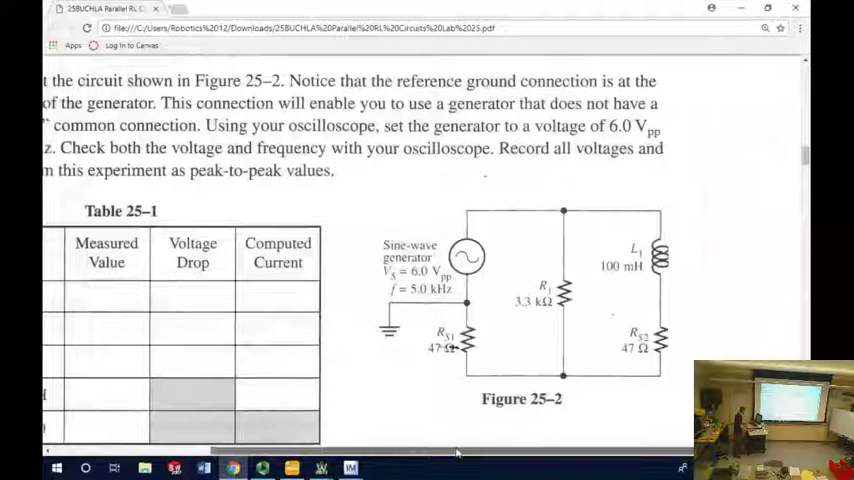 25BUCHLA Parallel RL C
file:///C:/Users/Robotics%2012/Downloads/25BUCHLA%20Parallel%20RL%20Circuits%20Lab%2025.pdf
Apps Log In to Canvas
t the circuit shown in Figure 25–2. Notice that the reference ground connection is at the
of the generator. This connection will enable you to use a generator that does not have a
" common connection. Using your oscilloscope, set the generator to a voltage of 6.0 Vpp
z. Check both the voltage and frequency with your oscilloscope. Record all voltages and
n this experiment as peak-to-peak values.
Table 25–1
Measured Value
Voltage Drop
Computed Current
Sine-wave
generator
VS = 6.0 Vpp
f = 5.0 kHz
RS1
47 Ω
R1
3.3 kΩ
L1
100 mH
RS2
47 Ω
Figure 25–2